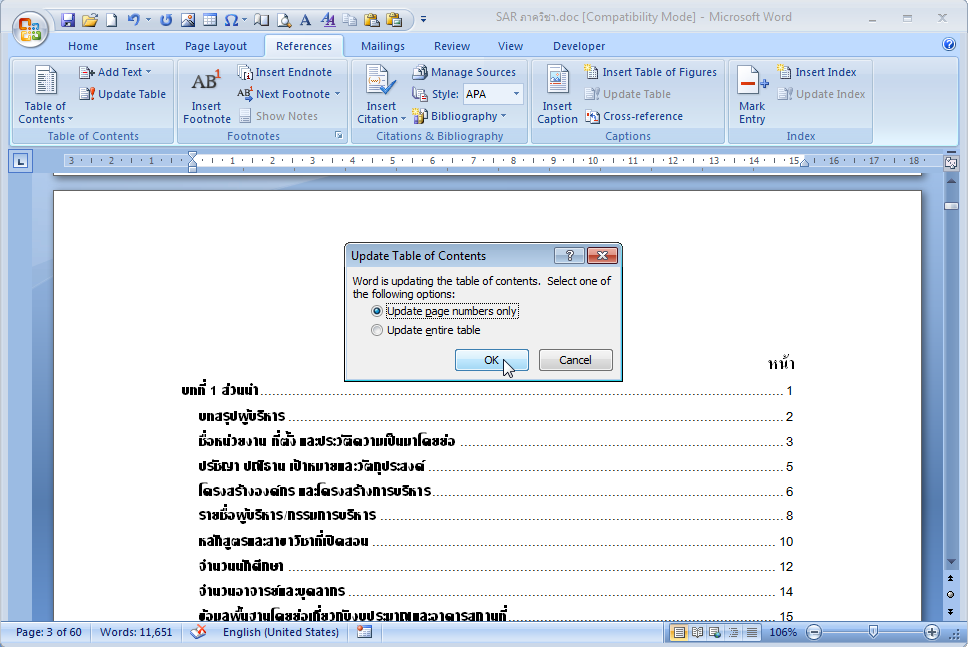 SAR ภาควิชา.doc [Compatibility Mode] - Microsoft Word
Home Insert Page Layout References Mailings Review View Developer
Table of Contents
Add Text
Update Table
Table of Contents
AB1
Insert Footnote
Insert Endnote
AB1 Next Footnote
Show Notes
Footnotes
Insert Citation
Manage Sources
Style: APA
Bibliography
Citations & Bibliography
Insert Caption
Insert Table of Figures
Update Table
Cross-reference
Captions
Mark Entry
Insert Index
Update Index
Index
L
3 2 1 1 2 3 4 5 6 7 8 9 10 11 12 13 14 15 16 17 18
Update Table of Contents
Word is updating the table of contents. Select one of
the following options:
Update page numbers only
Update entire table
OK Cancel
หน้า
บทที่ 1 ส่วนนำ 1
บทสรุปผู้บริหาร 2
ชื่อหน่วยงาน ที่ตั้ง และประวัติความเป็นมาโดยย่อ 3
ปรัชญา ปณิธาน เป้าหมายและวัตถุประสงค์ 5
โครงสร้างองค์กร และโครงสร้างการบริหาร 6
รายชื่อผู้บริหาร/กรรมการบริหาร 8
หลักสูตรและสาขาวิชาที่เปิดสอน 10
จำนวนนักศึกษา 12
จำนวนอาจารย์และบุคลากร 14
ข้อมูลพื้นฐานโดยย่อเกี่ยวกับงบประมาณและอาคารสถานที่ 15
Page: 3 of 60 Words: 11,651 English (United States) 106%